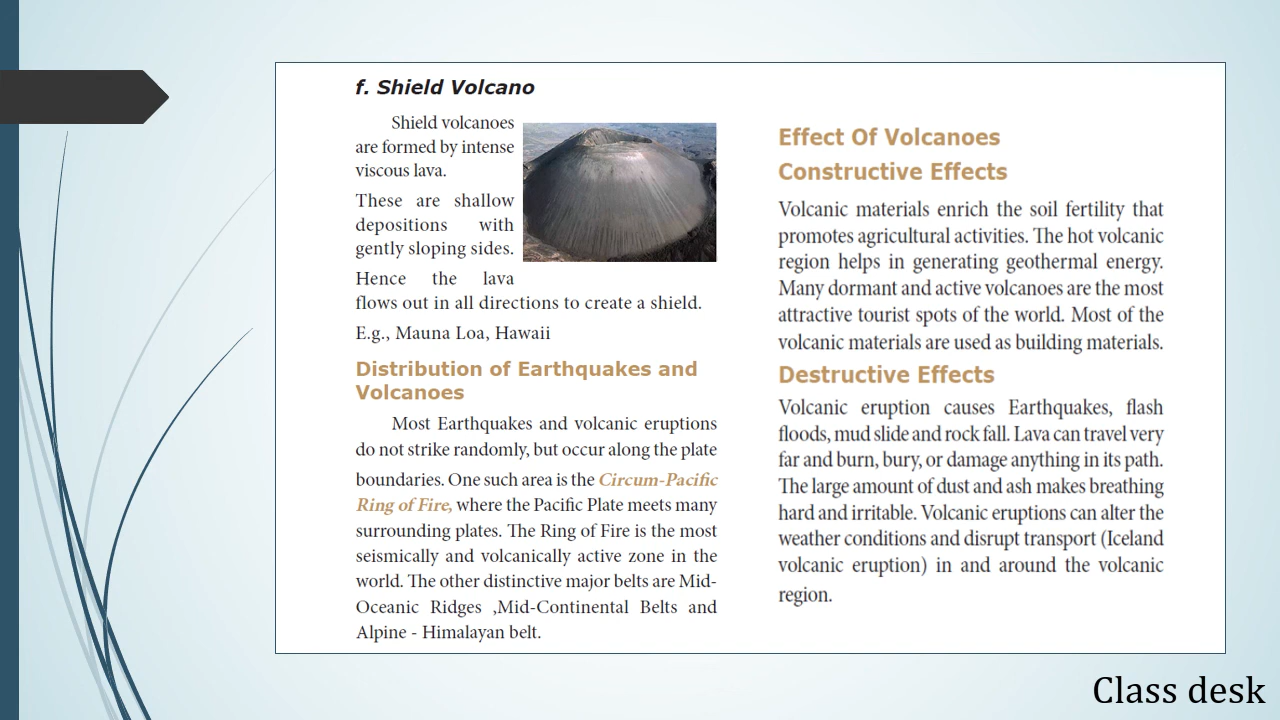 f. Shield Volcano
Shield volcanoes
are formed by intense
viscous lava.
These are shallow
depositions with
gently sloping sides.
Hence the lava
flows out in all directions to create a shield.
E.g., Mauna Loa, Hawaii
Distribution of Earthquakes and
Volcanoes
Most Earthquakes and volcanic eruptions
do not strike randomly, but occur along the plate
boundaries. One such area is the Circum-Pacific
Ring of Fire, where the Pacific Plate meets many
surrounding plates. The Ring of Fire is the most
seismically and volcanically active zone in the
world. The other distinctive major belts are Mid-
Oceanic Ridges ,Mid-Continental Belts and
Alpine - Himalayan belt.
Effect Of Volcanoes
Constructive Effects
Volcanic materials enrich the soil fertility that
promotes agricultural activities. The hot volcanic
region helps in generating geothermal energy.
Many dormant and active volcanoes are the most
attractive tourist spots of the world. Most of the
volcanic materials are used as building materials.
Destructive Effects
Volcanic eruption causes Earthquakes, flash
floods, mud slide and rock fall. Lava can travel very
far and burn, bury, or damage anything in its path.
The large amount of dust and ash makes breathing
hard and irritable. Volcanic eruptions can alter the
weather conditions and disrupt transport (Iceland
volcanic eruption) in and around the volcanic
region.
Class desk